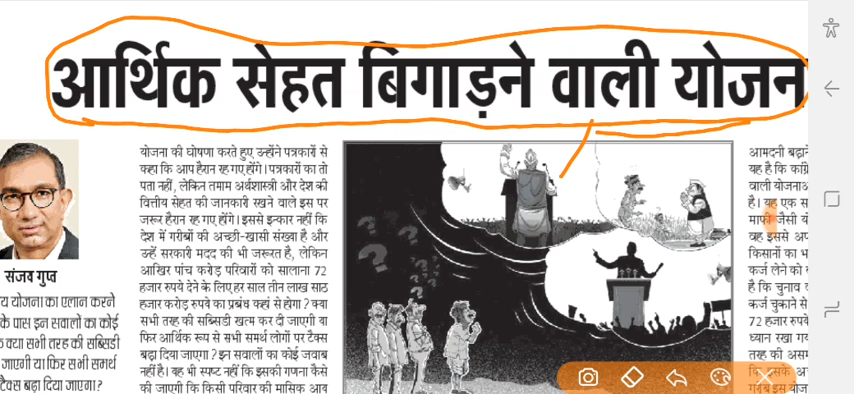 आर्थिक सेहत बिगाड़ने वाली योजन
संजय गुप्त
य योजना का एलान करने
के पास इन सवालों का कोई
क्या सभी तरह की सब्सिडी
जाएगी या फिर सभी समर्थ
टैक्स बढ़ा दिया जाएगा?
योजना की घोषणा करते हुए उन्होंने पत्रकारों से
कहा कि आप हैरान रह गए होंगे। पत्रकारों का तो
पता नहीं, लेकिन तमाम अर्थशास्त्री और देश की
वित्तीय सेहत की जानकारी रखने वाले इस पर
जरूर हैरान रह गए होंगे। इससे इन्कार नहीं कि
देश में गरीबों की अच्छी-खासी संख्या है और
उन्हें सरकारी मदद की भी जरूरत है, लेकिन
आखिर पांच करोड़ परिवारों को सालाना 72
हजार रुपये देने के लिए हर साल तीन लाख साठ
हजार करोड़ रुपये का प्रबंध कहां से होगा? क्या
सभी तरह की सब्सिडी खत्म कर दी जाएगी या
फिर आर्थिक रूप से सभी समर्थ लोगों पर टैक्स
बढ़ा दिया जाएगा? इन सवालों का कोई जवाब
नहीं है। यह भी स्पष्ट नहीं कि इसकी गणना कैसे
की जाएगी कि किसी परिवार की मासिक आय
आमदनी बढ़ाने
यह है कि कांग्रे
वाली योजनाअ
है। यह एक स
माफी जैसी यो
वह इससे अप
किसानों का भ
कर्ज लेने को
है कि चुनाव
कर्ज चुकाने से
72 हजार रुपये
ध्यान रखा गय
तरह की असम
कि इसके अ
गरीब इस योज